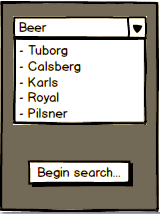 Beer
- Tuborg
- Calsberg
- Karls
- Royal
- Pilsner
Begin search...